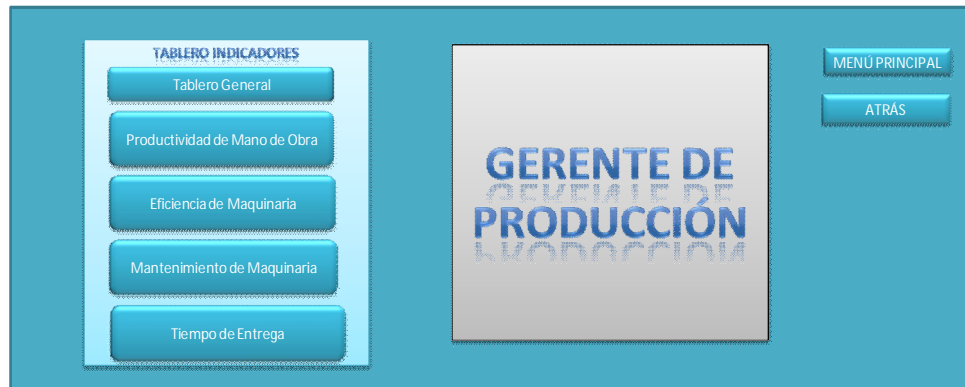 TABLERO INDICADORES
Tablero General
Productividad de Mano de Obra
Eficiencia de Maquinaria
Mantenimiento de Maquinaria
Tiempo de Entrega
GERENTE DE
PRODUCCIÓN
MENÚ PRINCIPAL
ATRÁS